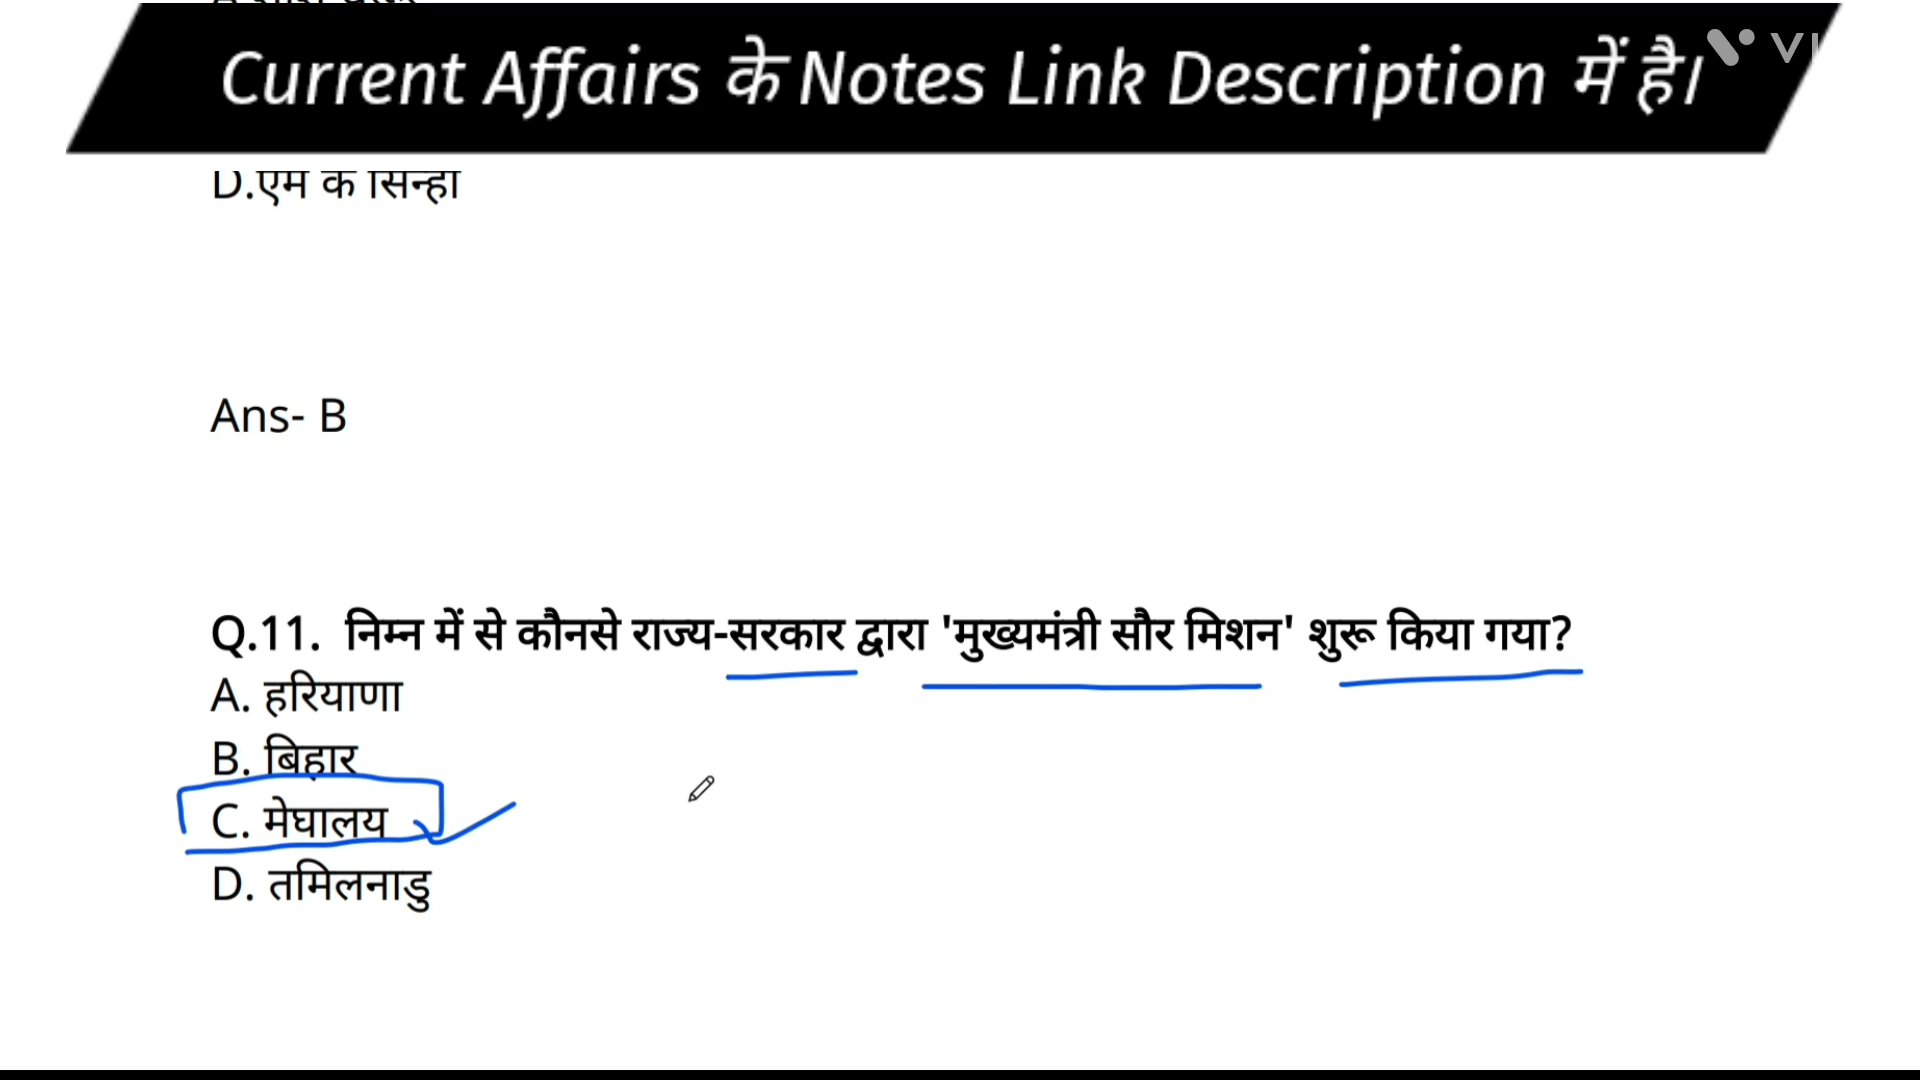 Current Affairs के Notes Link Description में है।
D.एम के सिन्हा
Ans- B
Q.11. निम्न में से कौनसे राज्य-सरकार द्वारा 'मुख्यमंत्री सौर मिशन' शुरू किया गया?
A. हरियाणा
B. बिहार
C. मेघालय
D. तमिलनाडु